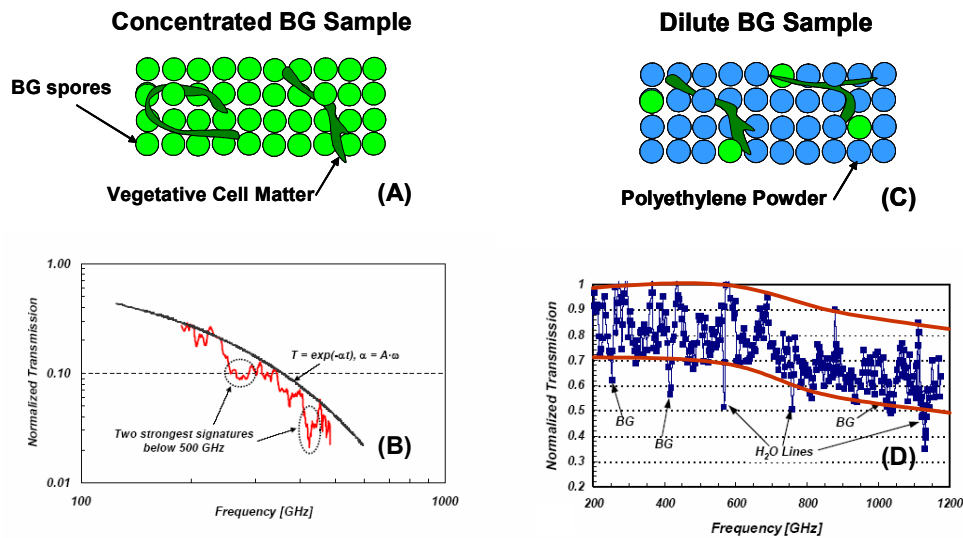 Concentrated BG Sample
BG spores
Vegetative Cell Matter
(A)
Dilute BG Sample
Polyethylene Powder
(C)
Normalized Transmission
1.00
0.10
0.01
T = exp(-αt), α = A·ω
Two strongest signatures
below 500 GHz
(B)
100
1000
Frequency [GHz]
Normalized Transmission
1
0.9
0.8
0.7
0.6
0.5
0.4
0.3
0.2
BG
BG
H₂O Lines
BG
(D)
200
400
600
800
1000
1200
Frequency [GHz]